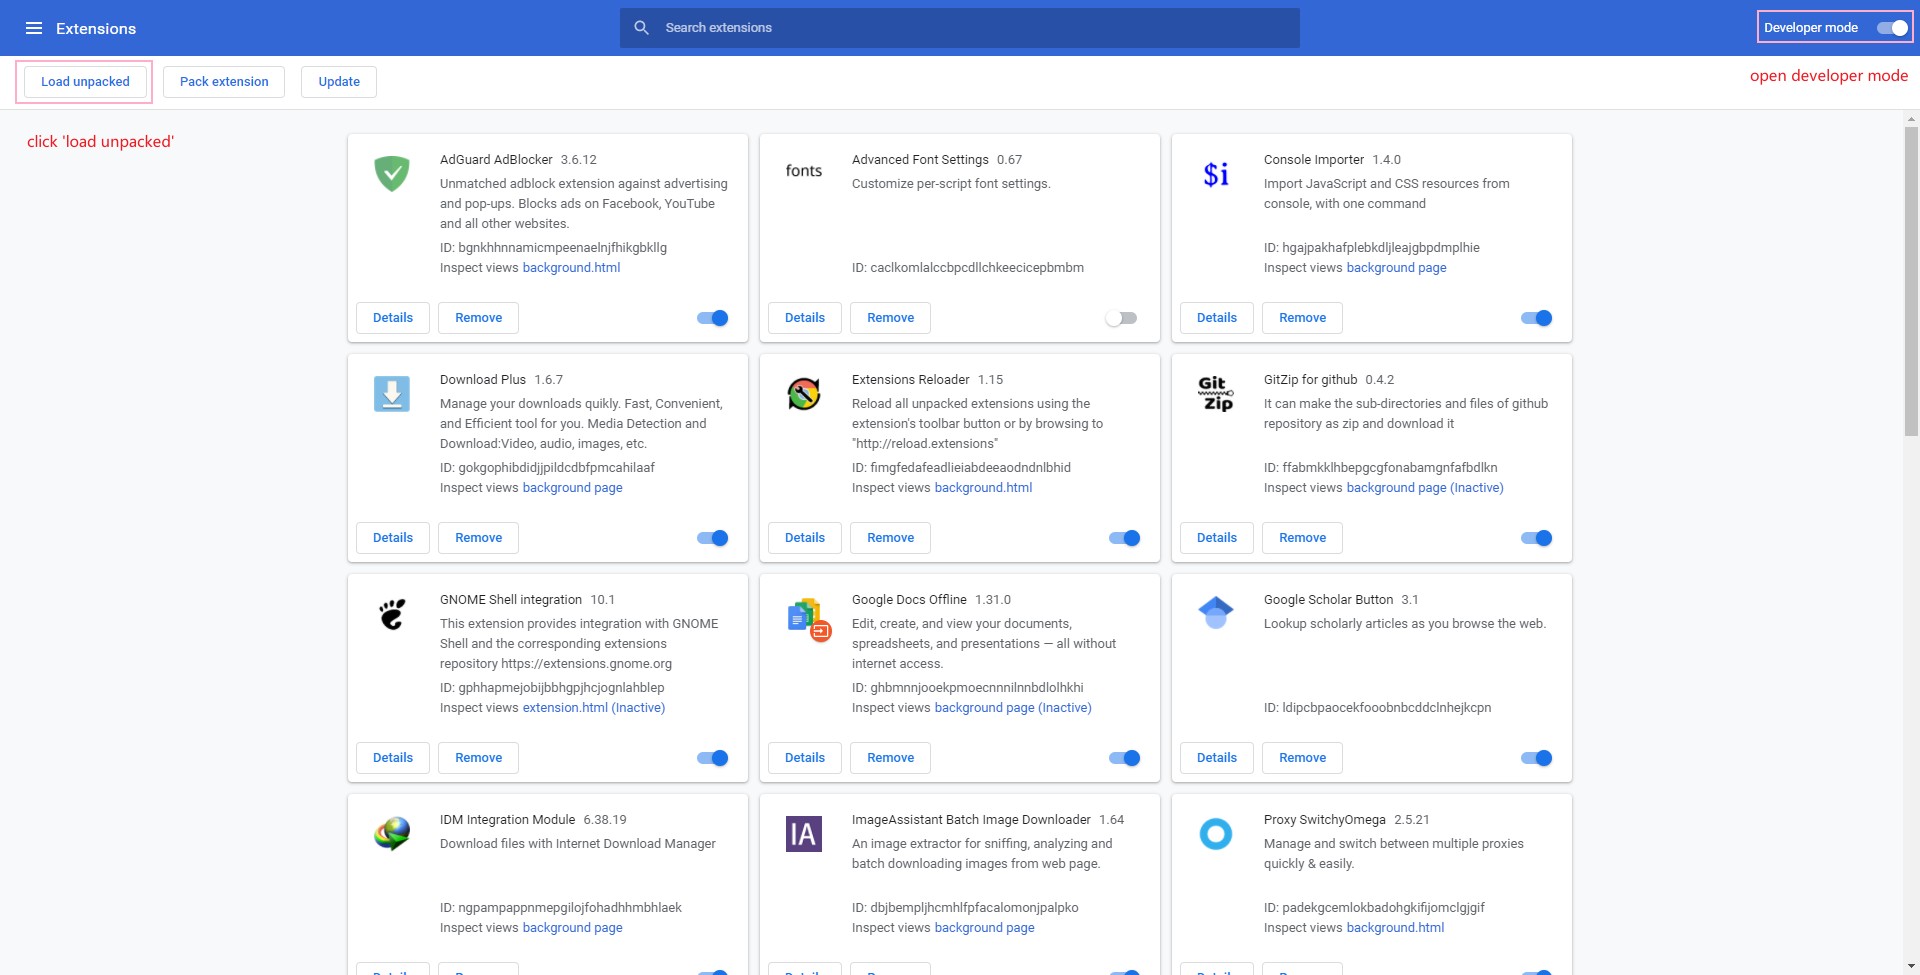 Extensions
Search extensions
Developer mode
Load unpacked
Pack extension
Update
open developer mode
click 'load unpacked'
AdGuard AdBlocker 3.6.12
Unmatched adblock extension against advertising
and pop-ups. Blocks ads on Facebook, YouTube
and all other websites.
ID: bgnkhhnnamicmpeenaelnjfhikgbkllg
Inspect views background.html
Details
Remove
fonts
Advanced Font Settings 0.67
Customize per-script font settings.
ID: caclkomlalccbpcdllchkeecicepbmbm
Details
Remove
$i
Console Importer 1.4.0
Import JavaScript and CSS resources from
console, with one command
ID: hgajpakhafplebkdljleajgbpdmplhie
Inspect views background page
Details
Remove
Download Plus 1.6.7
Manage your downloads quikly. Fast, Convenient,
and Efficient tool for you. Media Detection and
Download:Video, audio, images, etc.
ID: gokgophibdidjjpildcdbfpmcahilaaf
Inspect views background page
Details
Remove
Extensions Reloader 1.15
Reload all unpacked extensions using the
extension's toolbar button or by browsing to
"http://reload.extensions"
ID: fimgfedafeadlieiabdeeaodndnlbhid
Inspect views background.html
Details
Remove
Git
Zip
GitZip for github 0.4.2
It can make the sub-directories and files of github
repository as zip and download it
ID: ffabmkklhbepgcgfonabamgnfafbdlkn
Inspect views background page (Inactive)
Details
Remove
GNOME Shell integration 10.1
This extension provides integration with GNOME
Shell and the corresponding extensions
repository https://extensions.gnome.org
ID: gphhapmejobijbbhgpjhcjognlahblep
Inspect views extension.html (Inactive)
Details
Remove
Google Docs Offline 1.31.0
Edit, create, and view your documents,
spreadsheets, and presentations — all without
internet access.
ID: ghbmnnjooekpmoecnnnilnnbdlolhkhi
Inspect views background page (Inactive)
Details
Remove
Google Scholar Button 3.1
Lookup scholarly articles as you browse the web.
ID: ldipcbpaocekfooobnbcddclnhejkcpn
Details
Remove
IDM Integration Module 6.38.19
Download files with Internet Download Manager
ID: ngpampappnmepgilojfohadhhmbhlaek
Inspect views background page
Details
Remove
IA
ImageAssistant Batch Image Downloader 1.64
An image extractor for sniffing, analyzing and
batch downloading images from web page.
ID: dbjbempljhcmhlfpfacalomonjpalpko
Inspect views background page
Details
Remove
Proxy SwitchyOmega 2.5.21
Manage and switch between multiple proxies
quickly & easily.
ID: padekgcemlokbadohgkifijomclgjgif
Inspect views background.html
Details
Remove